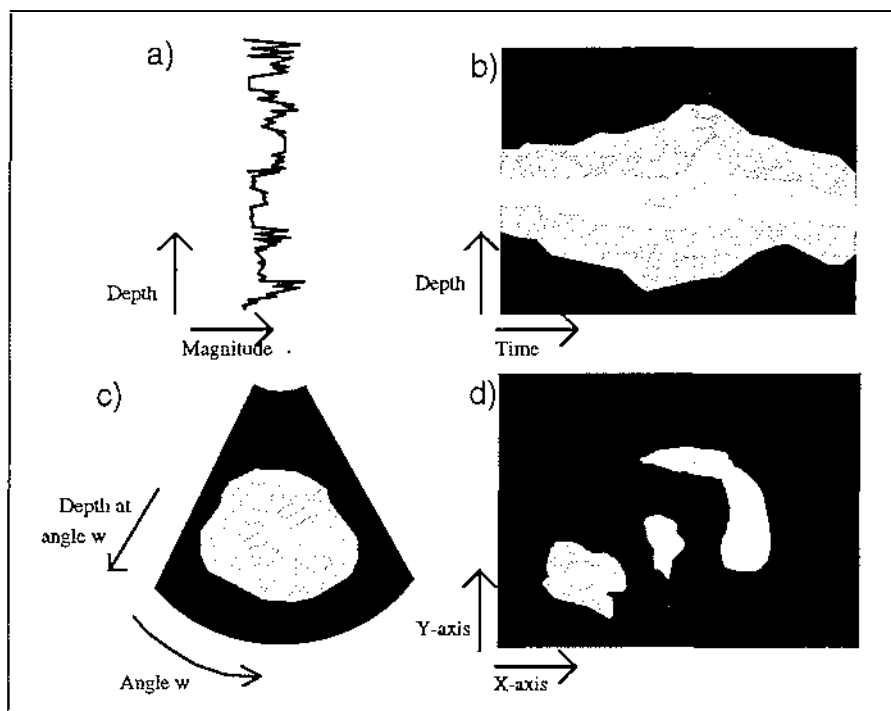 a)
Depth
Magnitude
b)
Depth
Time
c)
Depth at
angle w
Angle w
d)
Y-axis
X-axis